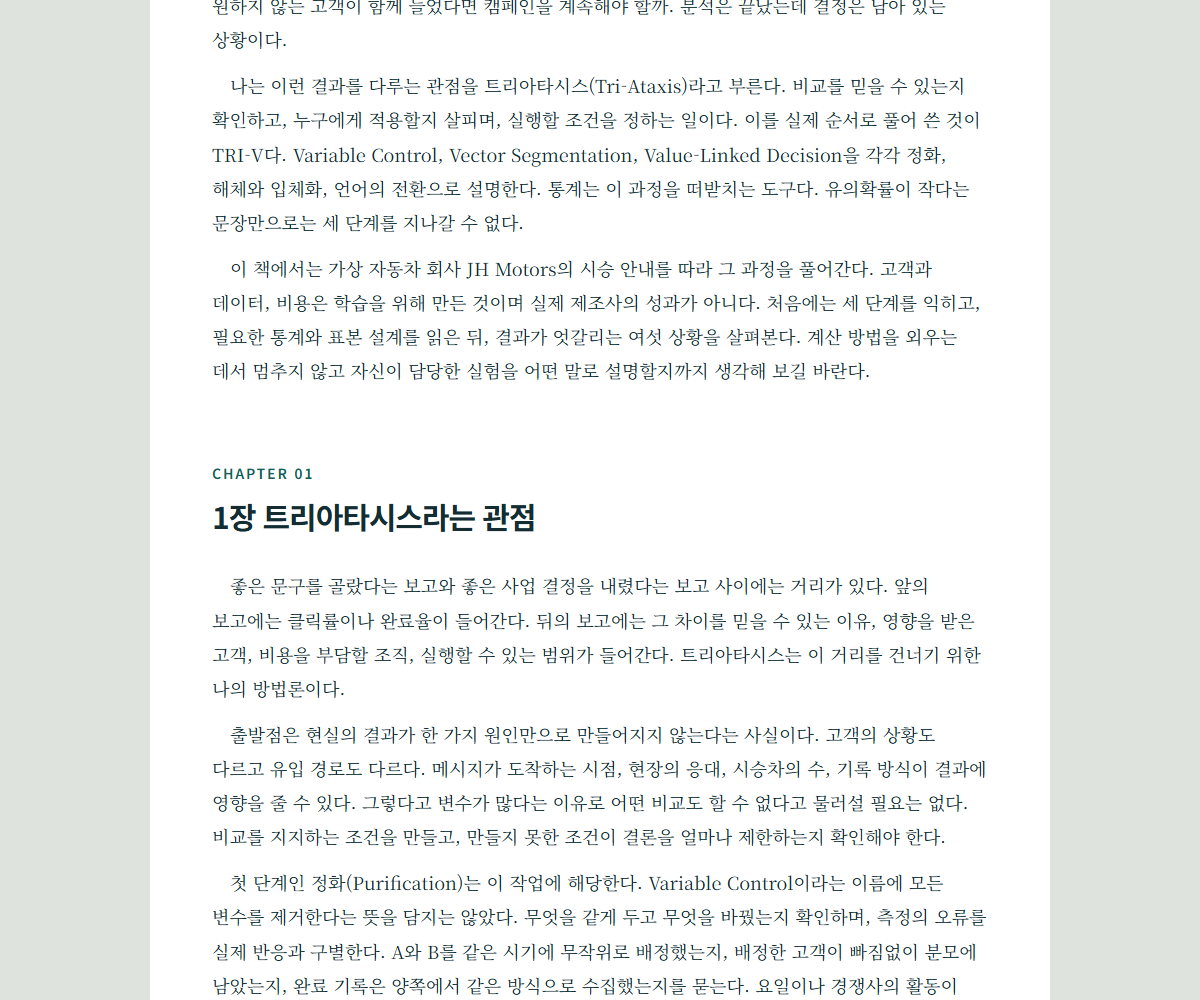 원하지 않는 고객이 함께 늘었다면 캠페인을 계속해야 할까. 분석은 끝났는데 결정은 남아 있는
상황이다.
나는 이런 결과를 다루는 관점을 트리아타시스(Tri-Ataxis)라고 부른다. 비교를 믿을 수 있는지
확인하고, 누구에게 적용할지 살피며, 실행할 조건을 정하는 일이다. 이를 실제 순서로 풀어 쓴 것이
TRI-V다. Variable Control, Vector Segmentation, Value-Linked Decision을 각각 정화,
해체와 입체화, 언어의 전환으로 설명한다. 통계는 이 과정을 떠받치는 도구다. 유의확률이 작다는
문장만으로는 세 단계를 지나갈 수 없다.
이 책에서는 가상 자동차 회사 JH Motors의 시승 안내를 따라 그 과정을 풀어간다. 고객과
데이터, 비용은 학습을 위해 만든 것이며 실제 제조사의 성과가 아니다. 처음에는 세 단계를 익히고,
필요한 통계와 표본 설계를 읽은 뒤, 결과가 엇갈리는 여섯 상황을 살펴본다. 계산 방법을 외우는
데서 멈추지 않고 자신이 담당한 실험을 어떤 말로 설명할지까지 생각해 보길 바란다.
CHAPTER 01
1장 트리아타시스라는 관점
좋은 문구를 골랐다는 보고와 좋은 사업 결정을 내렸다는 보고 사이에는 거리가 있다. 앞의
보고에는 클릭률이나 완료율이 들어간다. 뒤의 보고에는 그 차이를 믿을 수 있는 이유, 영향을 받은
고객, 비용을 부담할 조직, 실행할 수 있는 범위가 들어간다. 트리아타시스는 이 거리를 건너기 위한
나의 방법론이다.
출발점은 현실의 결과가 한 가지 원인만으로 만들어지지 않는다는 사실이다. 고객의 상황도
다르고 유입 경로도 다르다. 메시지가 도착하는 시점, 현장의 응대, 시승차의 수, 기록 방식이 결과에
영향을 줄 수 있다. 그렇다고 변수가 많다는 이유로 어떤 비교도 할 수 없다고 물러설 필요는 없다.
비교를 지지하는 조건을 만들고, 만들지 못한 조건이 결론을 얼마나 제한하는지 확인해야 한다.
첫 단계인 정화(Purification)는 이 작업에 해당한다. Variable Control이라는 이름에 모든
변수를 제거한다는 뜻을 담지는 않았다. 무엇을 같게 두고 무엇을 바꿨는지 확인하며, 측정의 오류를
실제 반응과 구별한다. A와 B를 같은 시기에 무작위로 배정했는지, 배정한 고객이 빠짐없이 분모에
남았는지, 완료 기록은 양쪽에서 같은 방식으로 수집했는지를 묻는다. 요일이나 경쟁사의 활동이